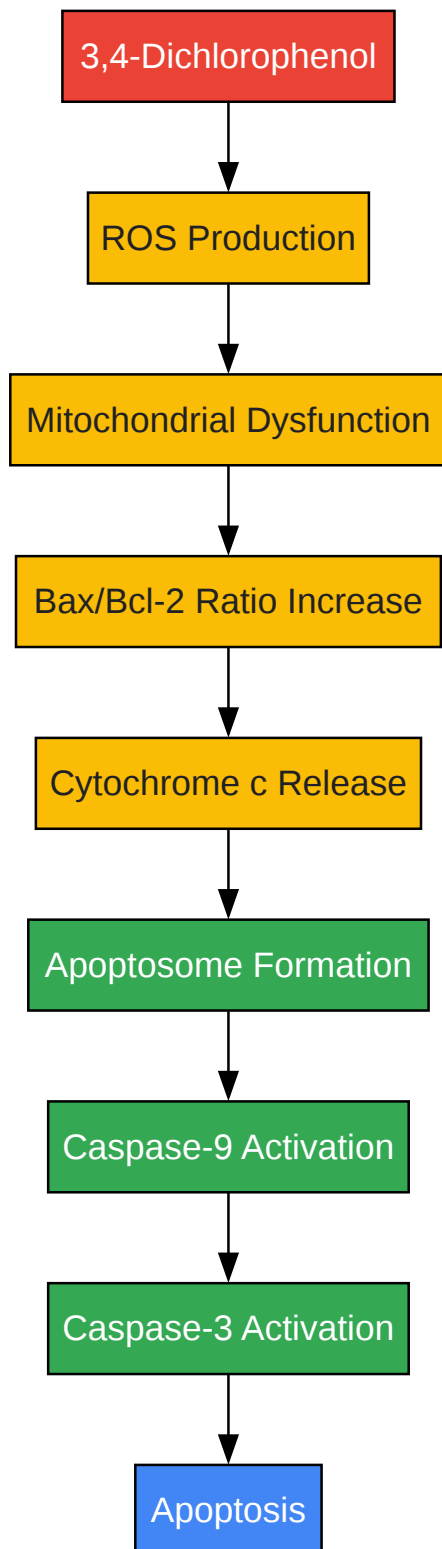 3,4-Dichlorophenol
ROS Production
Mitochondrial Dysfunction
Bax/Bcl-2 Ratio Increase
Cytochrome c Release
Apoptosome Formation
Caspase-9 Activation
Caspase-3 Activation
Apoptosis